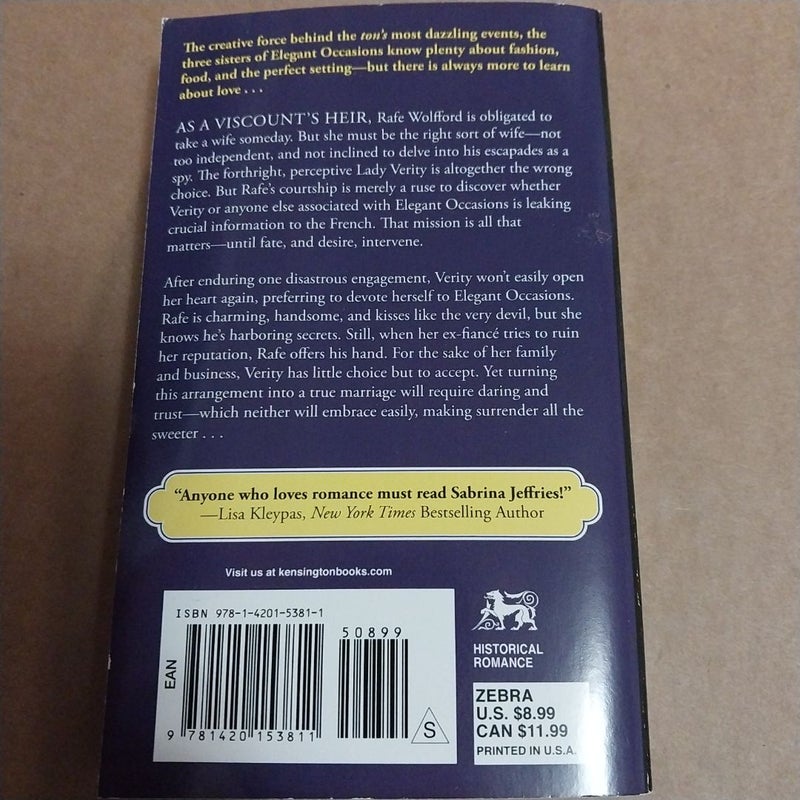 The creative force behind the ton's most dazzling events, the
three sisters of Elegant Occasions know plenty about fashion,
food, and the perfect setting—but there is always more to learn
about love . . .
AS A VISCOUNT'S HEIR, Rafe Wolfford is obligated to
take a wife someday. But she must be the right sort of wife—not
too independent, and not inclined to delve into his escapades as a
spy. The forthright, perceptive Lady Verity is altogether the wrong
choice. But Rafe's courtship is merely a ruse to discover whether
Verity or anyone else associated with Elegant Occasions is leaking
crucial information to the French. That mission is all that
matters—until fate, and desire, intervene.
After enduring one disastrous engagement, Verity won't easily open
her heart again, preferring to devote herself to Elegant Occasions.
Rafe is charming, handsome, and kisses like the very devil, but she
knows he's harboring secrets. Still, when her ex-fiancé tries to ruin
her reputation, Rafe offers his hand. For the sake of her family
and business, Verity has little choice but to accept. Yet turning
this arrangement into a true marriage will require daring and
trust—which neither will embrace easily, making surrender all the
sweeter . . .
“Anyone who loves romance must read Sabrina Jeffries!”
—Lisa Kleypas, New York Times Bestselling Author
Visit us at kensingtonbooks.com
ISBN 978-1-4201-5381-1
50899
EAN
9 781420 153811
S
HISTORICAL
ROMANCE
ZEBRA
U.S. $8.99
CAN $11.99
PRINTED IN U.S.A.